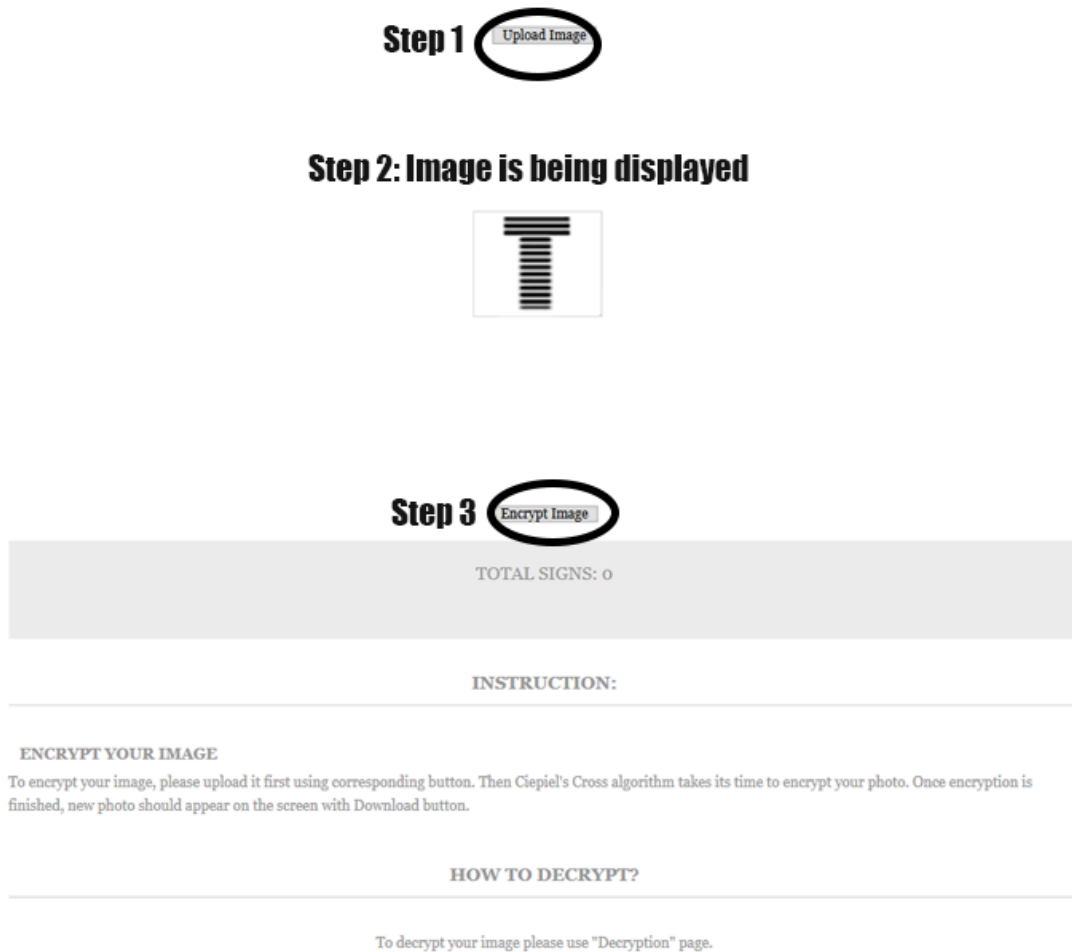 Step 1 Upload Image
Step 2: Image is being displayed
T
Step 3 Encrypt Image
TOTAL SIGNS: 0
INSTRUCTION:
ENCRYPT YOUR IMAGE
To encrypt your image, please upload it first using corresponding button. Then Ciepiel's Cross algorithm takes its time to encrypt your photo. Once encryption is
finished, new photo should appear on the screen with Download button.
HOW TO DECRYPT?
To decrypt your image please use "Decryption" page.